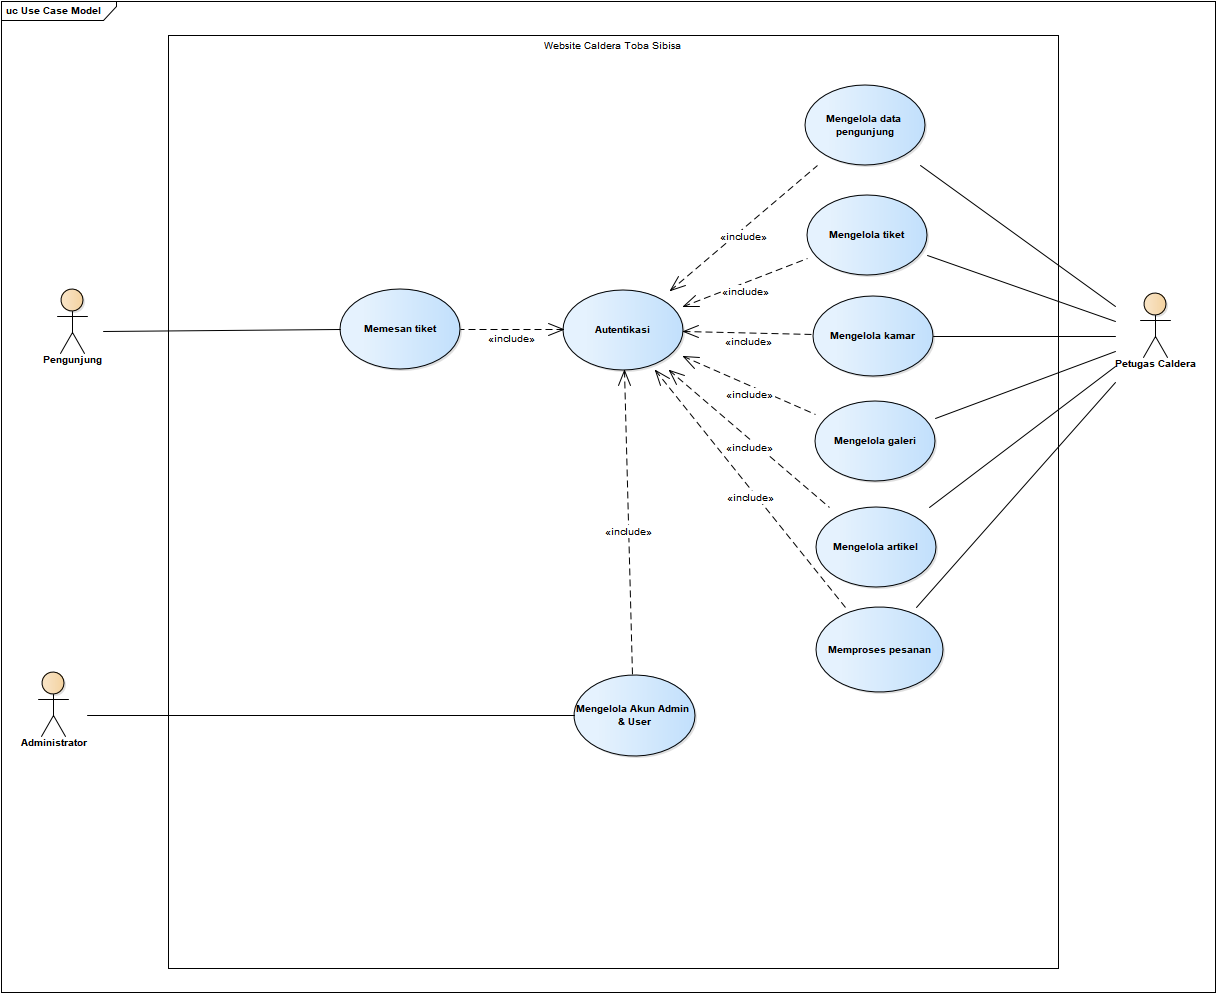 uc Use Case Model
Website Caldera Toba Sibisa
Mengelola data
pengunjung
«include»
Mengelola tiket
«include»
Pengunjung
Memesan tiket
«include»
Autentikasi
«include»
Mengelola kamar
Petugas Caldera
«include»
Mengelola galeri
«include»
«include»
Mengelola artikel
«include»
Memproses pesanan
Administrator
Mengelola Akun Admin
& User